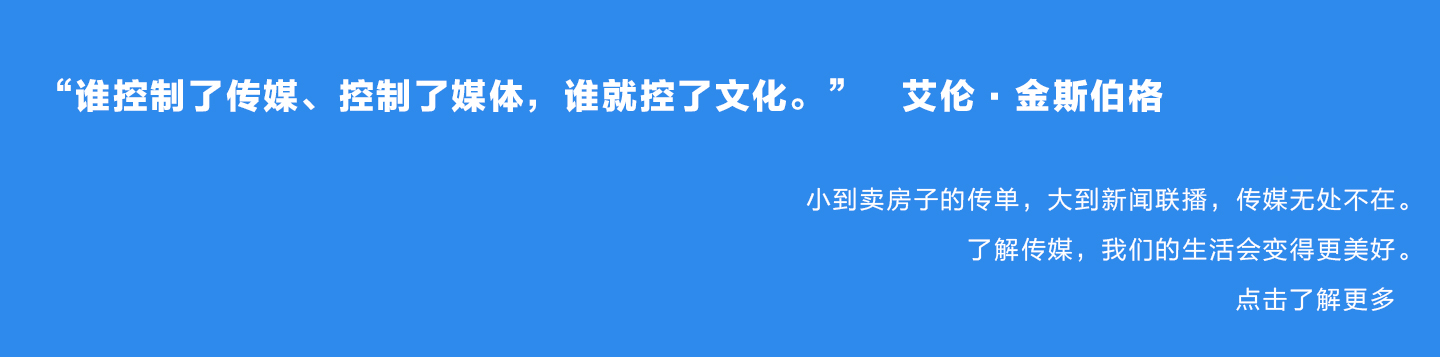 “谁控制了传媒、控制了媒体，谁就控了文化。” 艾伦·金斯伯格
小到卖房子的传单，大到新闻联播，传媒无处不在。
了解传媒，我们的生活会变得更美好。
点击了解更多